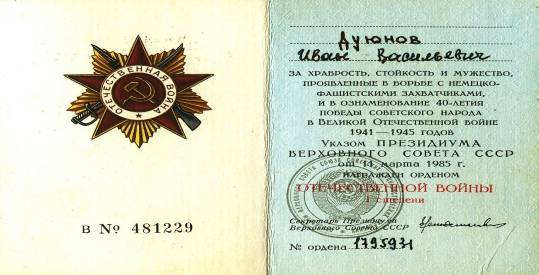 ОТЕЧЕСТВЕННАЯ ВОЙНА
В № 481229
Дуюнов
Иван Васильевич
ЗА ХРАБРОСТЬ, СТОЙКОСТЬ И МУЖЕСТВО,
ПРОЯВЛЕННЫЕ В БОРЬБЕ С НЕМЕЦКО-
ФАШИСТСКИМИ ЗАХВАТЧИКАМИ,
И В ОЗНАМЕНОВАНИЕ 40-ЛЕТИЯ
ПОБЕДЫ СОВЕТСКОГО НАРОДА
В ВЕЛИКОЙ ОТЕЧЕСТВЕННОЙ ВОЙНЕ
1941—1945 ГОДОВ
УКАЗОМ ПРЕЗИДИУМА
ВЕРХОВНОГО СОВЕТА СССР
от 11 марта 1985 г.
НАГРАЖДЕН ОРДЕНОМ
ОТЕЧЕСТВЕННОЙ ВОЙНЫ
I степени
Секретарь Президиума
Верховного Совета СССР
№ ордена 1795931